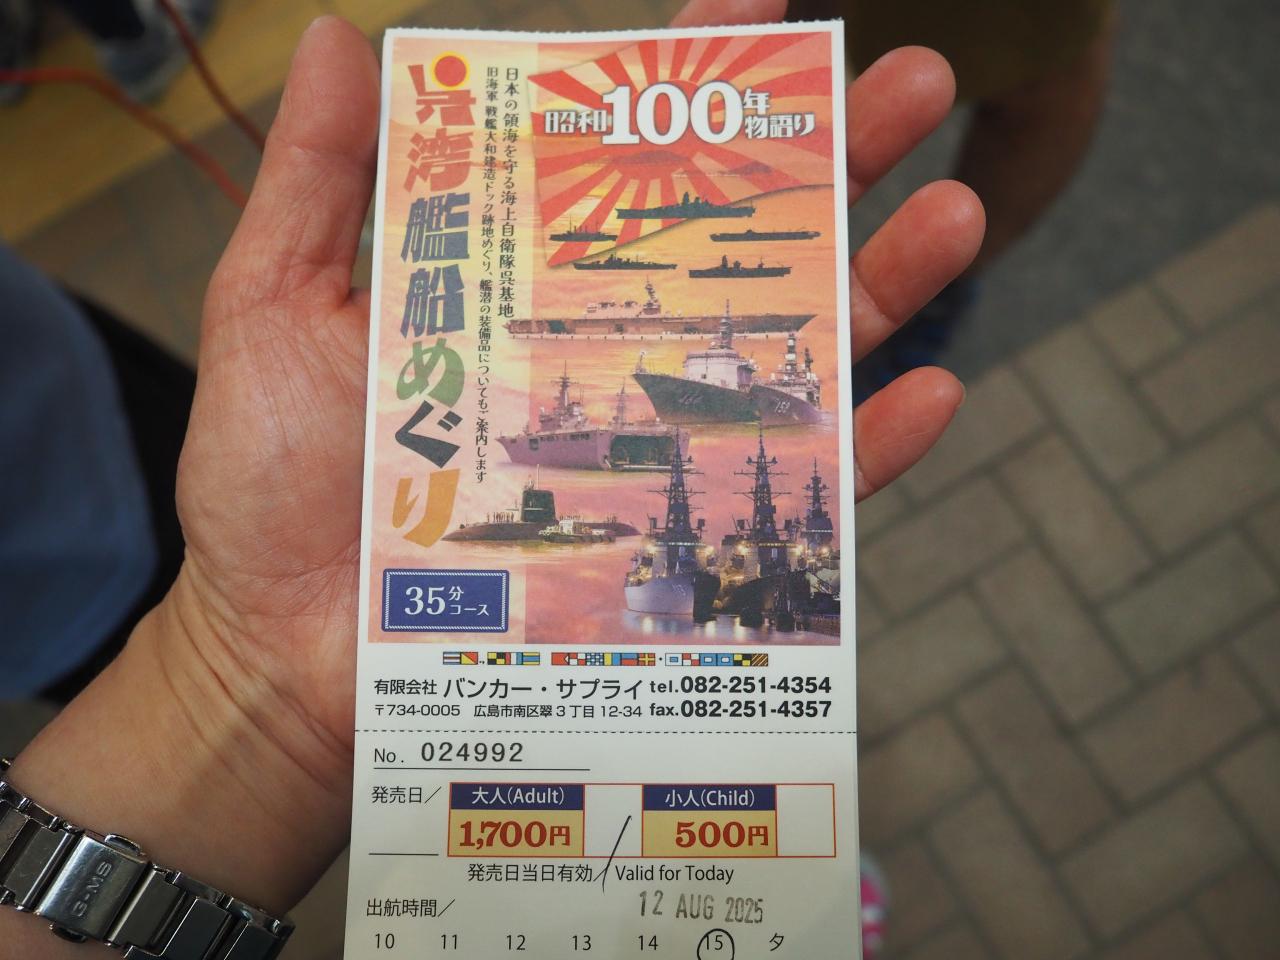 呉湾艦船めぐり
日本の領海を守る海上自衛隊呉基地
旧海軍 戦艦大和建造ドック跡地めぐり、艦潜の装備品についてもご案内します
昭和100年物語り
184
153
35分コース
有限会社 バンカー・サプライ tel.082-251-4354
〒734-0005 広島市南区翠3丁目12-34 fax.082-251-4357
No. 024992
発売日/ 大人(Adult) 小人(Child)
1,700円 500円
発売日当日有効/Valid for Today
出航時間/ 12 AUG 2025
10 11 12 13 14 15 夕
G-MS